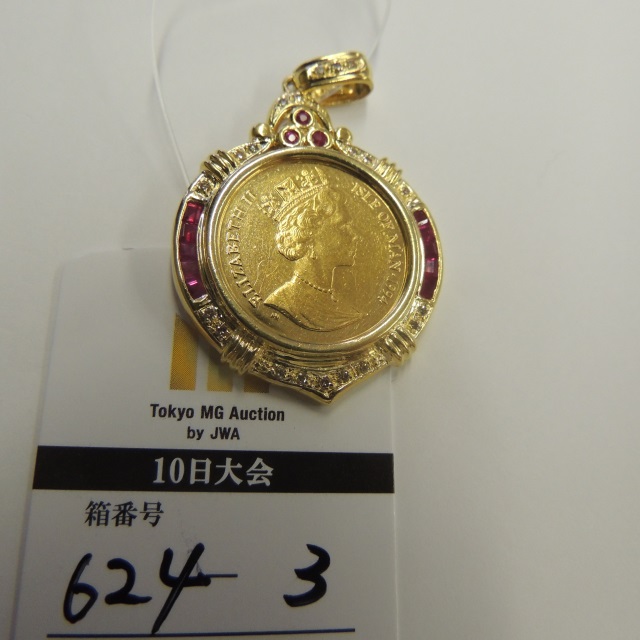 ELIZABETH II
ISLE OF MAN
Tokyo MG Auction
by JWA
10日大会
箱番号
624-3